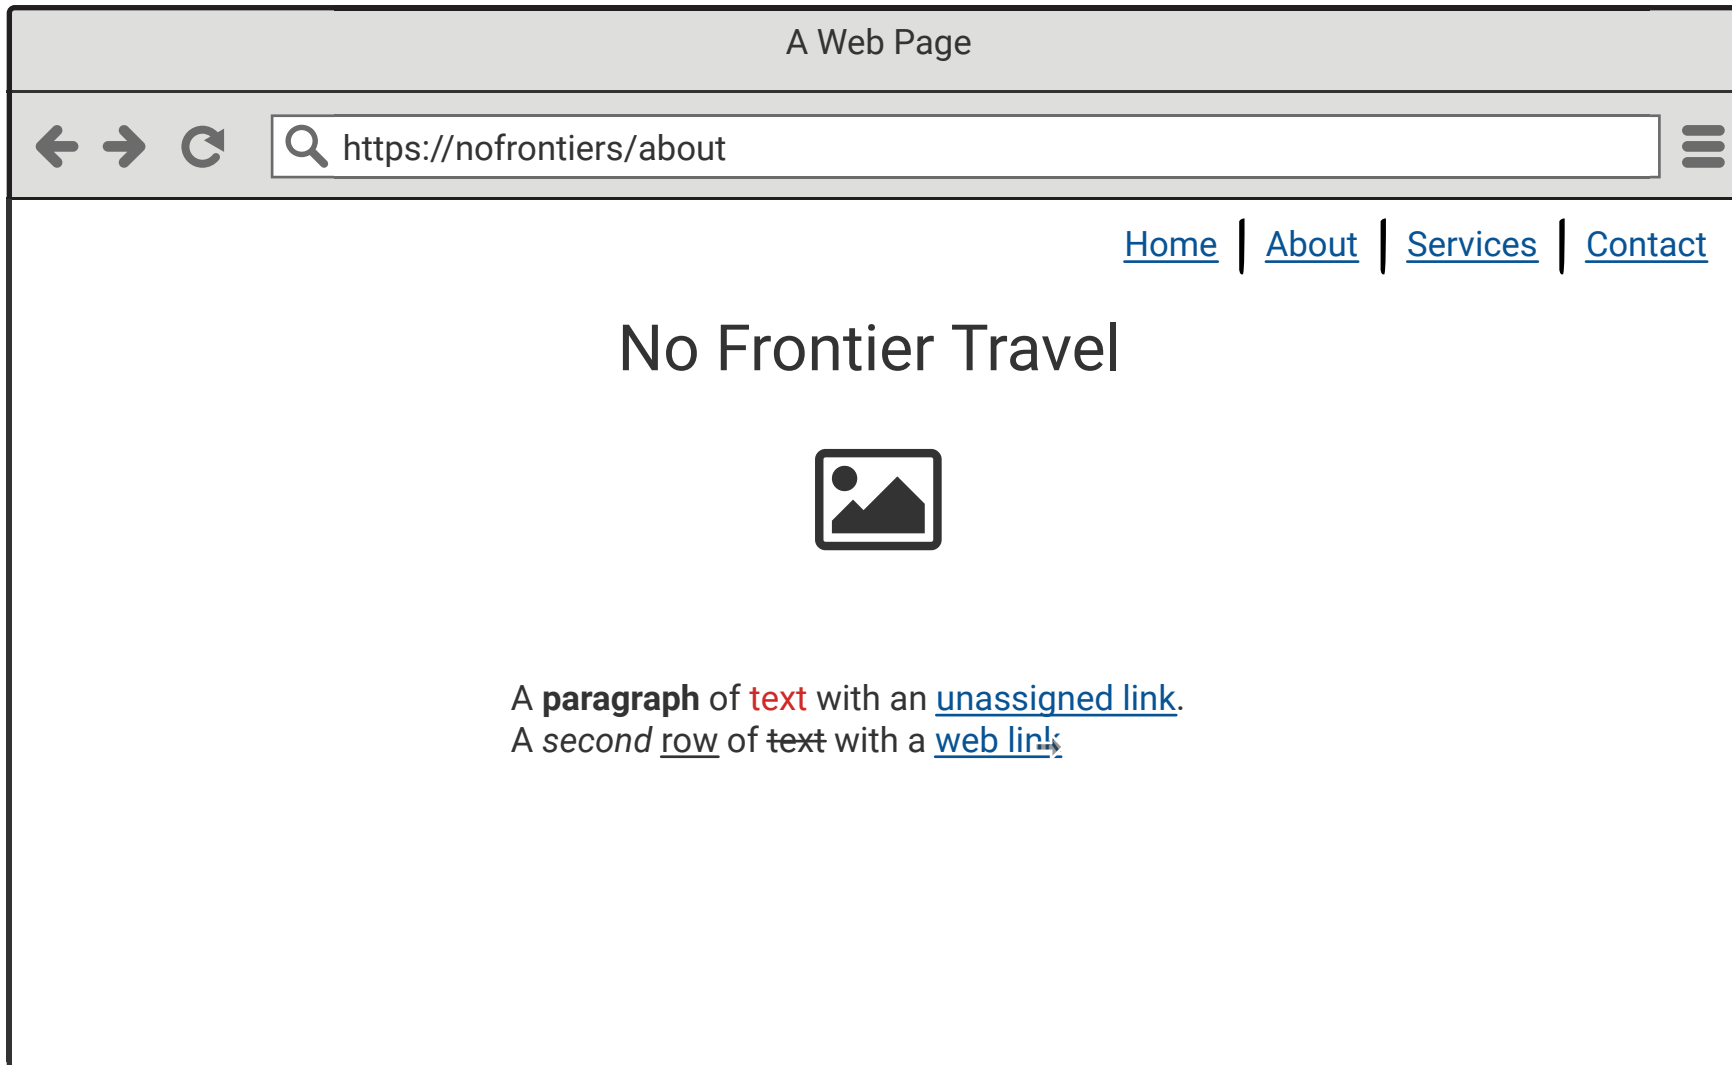 A Web Page
https://nofrontiers/about
Home About Services Contact
No Frontier Travel
A paragraph of text with an unassigned link.
A second row of text with a web link